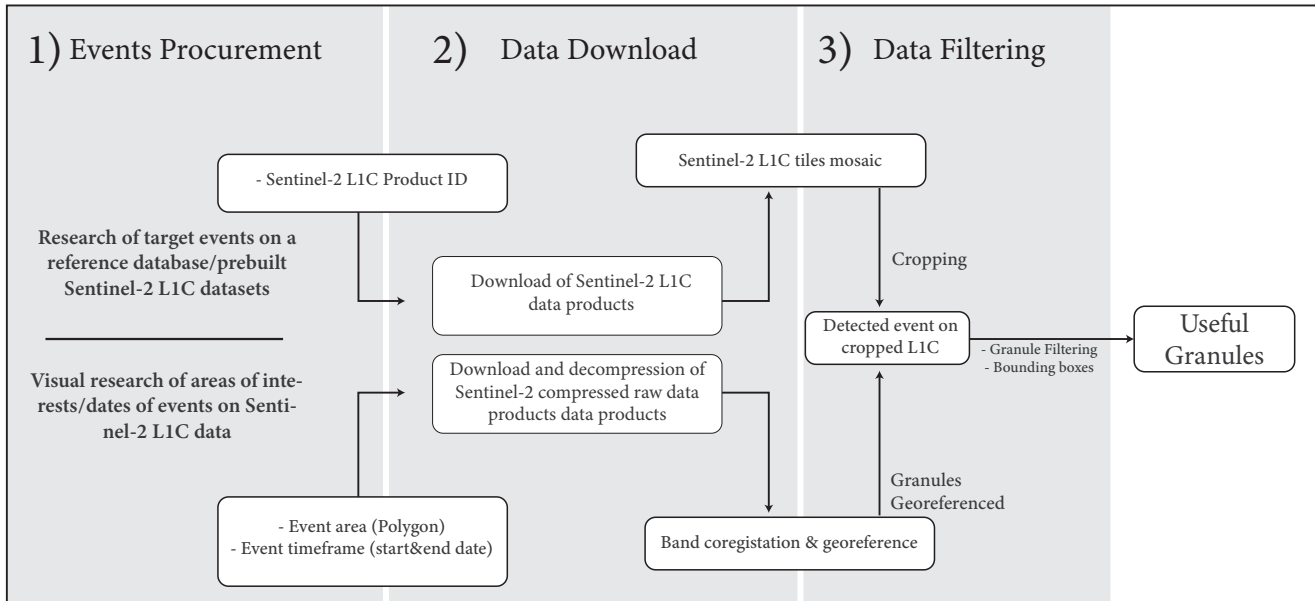 1) Events Procurement
2) Data Download
3) Data Filtering
- Sentinel-2 L1C Product ID
Research of target events on a
reference database/prebuilt
Sentinel-2 L1C datasets
Visual research of areas of inte-
rests/dates of events on Senti-
nel-2 L1C data
- Event area (Polygon)
- Event timeframe (start&end date)
Download of Sentinel-2 L1C
data products
Download and decompression of
Sentinel-2 compressed raw data
products data products
Sentinel-2 L1C tiles mosaic
Cropping
Detected event on
cropped L1C
Granules
Georeferenced
Band coregistation & georeference
- Granule Filtering
- Bounding boxes
Useful
Granules